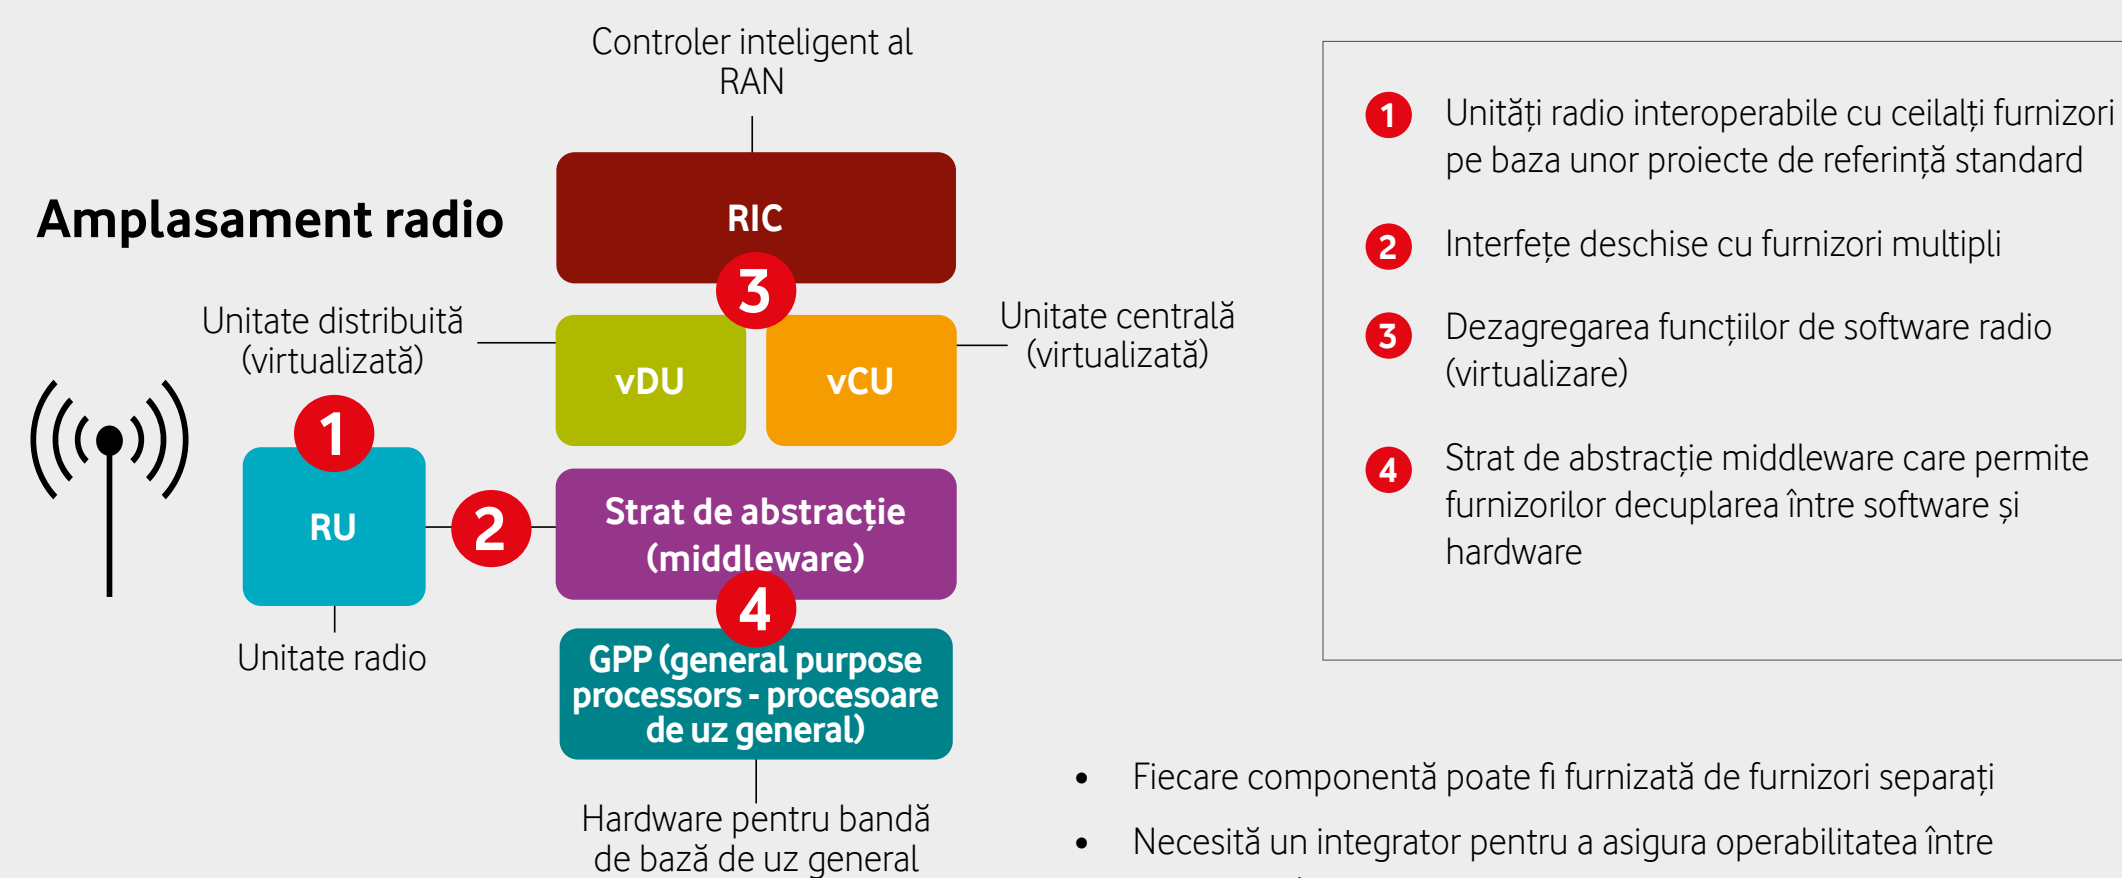 Controler inteligent al
RAN
Amplasament radio
RIC
3
Unitate distribuită
(virtualizată)
Unitate centrală
(virtualizată)
vDU
vCU
1
RU
2
Strat de abstracție
(middleware)
4
Unitate radio
GPP (general purpose
processors - procesoare
de uz general)
Hardware pentru bandă
de bază de uz general
1 Unități radio interoperabile cu ceilalți furnizori
pe baza unor proiecte de referință standard
2 Interfețe deschise cu furnizori multipli
3 Dezagregarea funcțiilor de software radio
(virtualizare)
4 Strat de abstracție middleware care permite
furnizorilor decuplarea între software și
hardware
• Fiecare componentă poate fi furnizată de furnizori separați
• Necesită un integrator pentru a asigura operabilitatea între